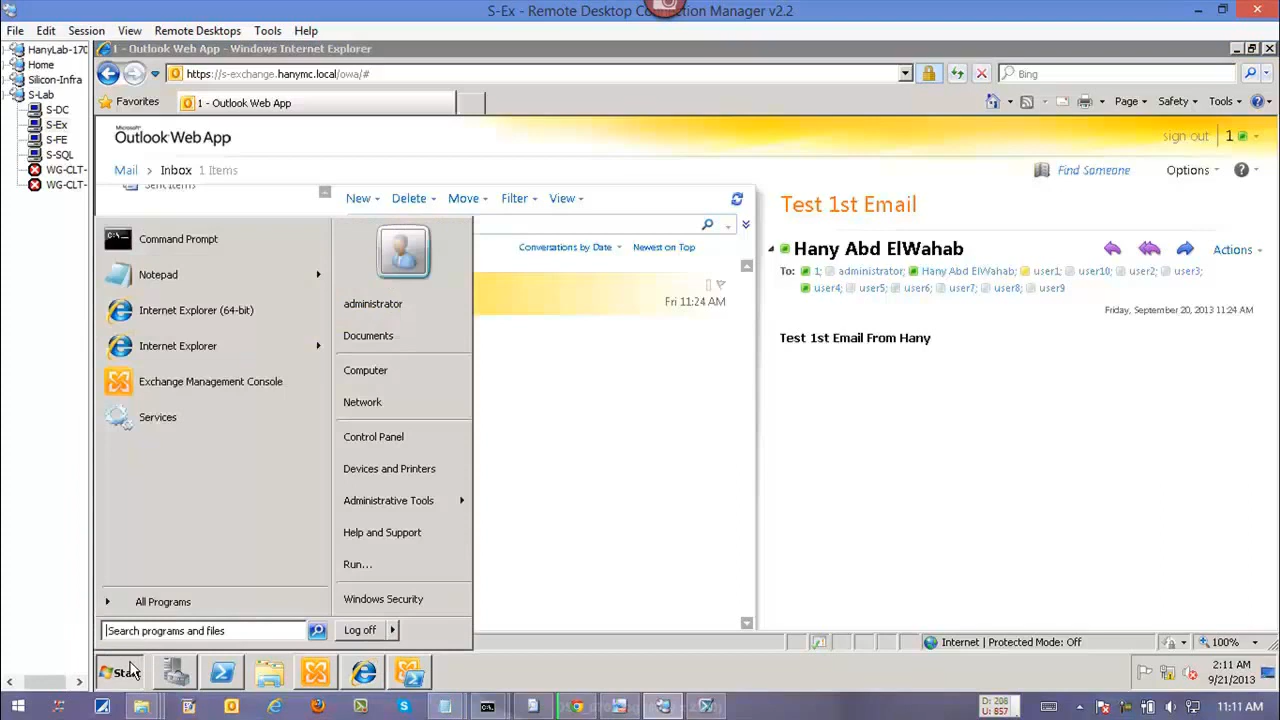 S-Ex - Remote Desktop Connection Manager v2.2
File Edit Session View Remote Desktops Tools Help
HanyLab-170
Home
Silicon-Infra
S-Lab
S-DC
S-Ex
S-FE
S-SQL
WG-CLT-
WG-CLT-
1 - Outlook Web App - Windows Internet Explorer
https://s-exchange.hanymc.local/owa/#
Bing
Favorites
1 - Outlook Web App
Page Safety Tools
Microsoft
Outlook Web App
sign out 1
Mail > Inbox 1 Items
Find Someone Options
Sent Items
New Delete Move Filter View
Conversations by Date Newest on Top
Fri 11:24 AM
Test 1st Email
Hany Abd ElWahab
Actions
To: 1; administrator; Hany Abd ElWahab; user1; user10; user2; user3;
user4; user5; user6; user7; user8; user9
Friday, September 20, 2013 11:24 AM
Test 1st Email From Hany
Command Prompt
Notepad
Internet Explorer (64-bit)
Internet Explorer
Exchange Management Console
Services
All Programs
Search programs and files
administrator
Documents
Computer
Network
Control Panel
Devices and Printers
Administrative Tools
Help and Support
Run...
Windows Security
Log off
Internet | Protected Mode: Off
100%
Start
2:11 AM
9/21/2013
D: 208
U: 857
11:11 AM